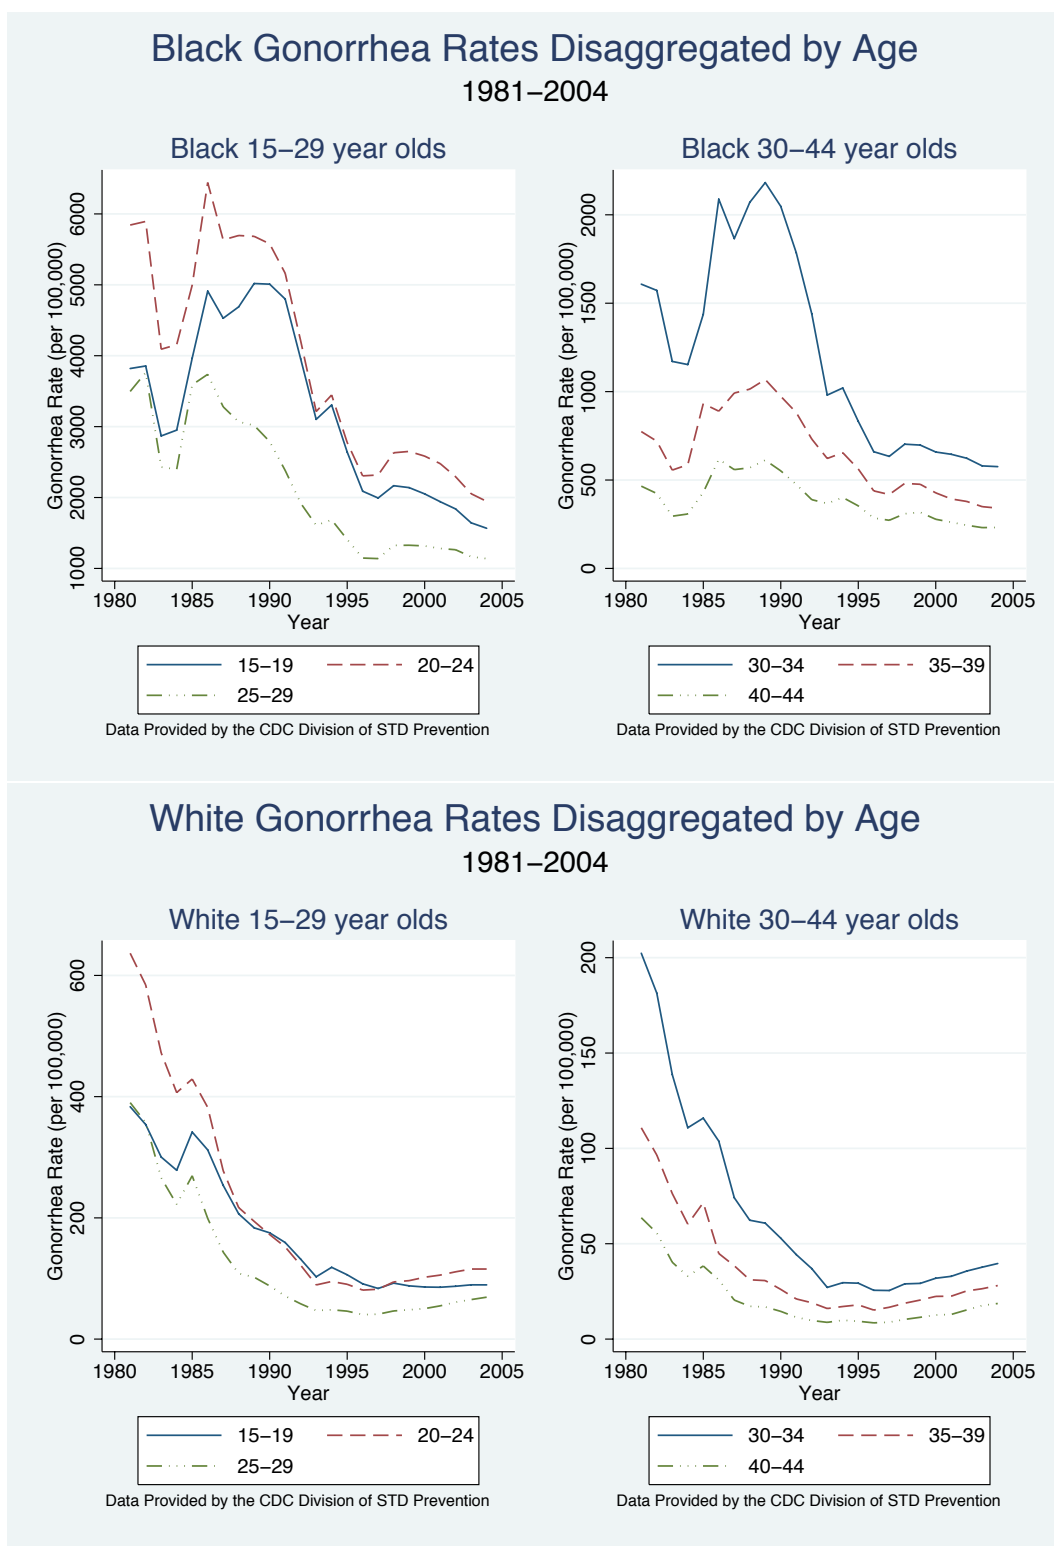 Black Gonorrhea Rates Disaggregated by Age
1981–2004
Black 15–29 year olds
Gonorrhea Rate (per 100,000)
6000
5000
4000
3000
2000
1000
1980 1985 1990 1995 2000 2005
Year
15–19 20–24
25–29
Data Provided by the CDC Division of STD Prevention
Black 30–44 year olds
Gonorrhea Rate (per 100,000)
2000
1500
1000
500
0
1980 1985 1990 1995 2000 2005
Year
30–34 35–39
40–44
Data Provided by the CDC Division of STD Prevention
White Gonorrhea Rates Disaggregated by Age
1981–2004
White 15–29 year olds
Gonorrhea Rate (per 100,000)
600
400
200
0
1980 1985 1990 1995 2000 2005
Year
15–19 20–24
25–29
Data Provided by the CDC Division of STD Prevention
White 30–44 year olds
Gonorrhea Rate (per 100,000)
200
150
100
50
0
1980 1985 1990 1995 2000 2005
Year
30–34 35–39
40–44
Data Provided by the CDC Division of STD Prevention